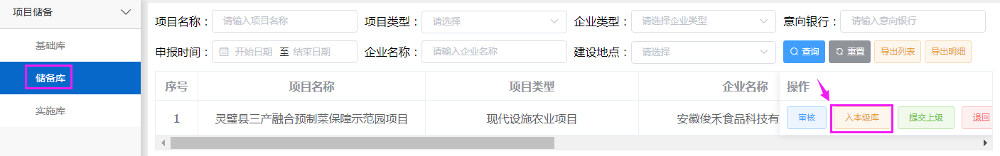 项目储备
基础库
储备库
实施库
项目名称： 请输入项目名称 项目类型： 请选择 企业类型： 请选择企业类型 意向银行： 请输入意向银行
申报时间： 开始日期 至 结束日期 企业名称： 请输入企业名称 建设地点： 请选择 查询 重置 导出列表 导出明细
序号 项目名称 项目类型 企业名称 操作
1 灵璧县三产融合预制菜保障示范园项目 现代设施农业项目 安徽俊禾食品科技有 审核 入本级库 提交上级 退回